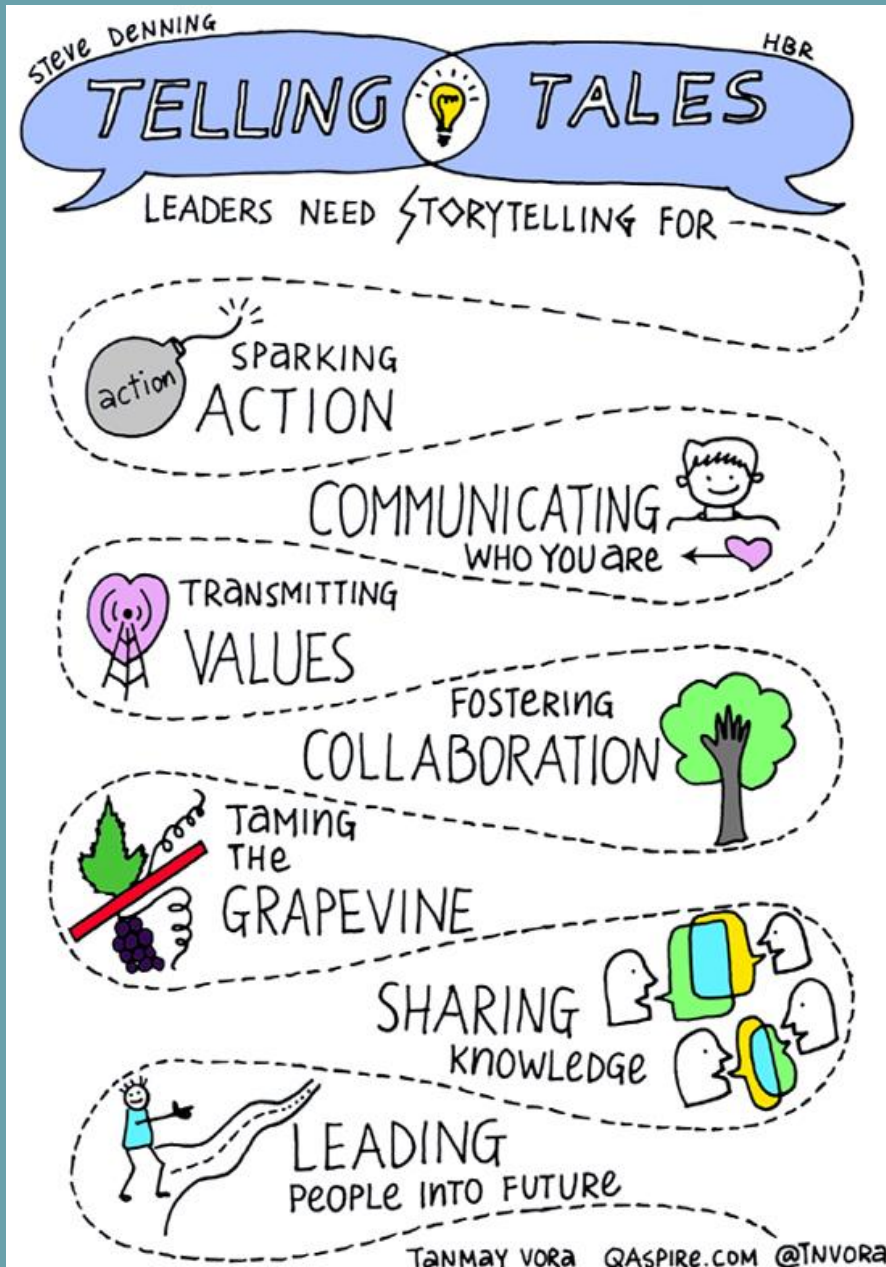 STEVE DENNING
HBR
TELLING TALES
LEADERS NEED STORYTELLING FOR
action
SPARKING
ACTION
COMMUNICATING
WHO YOU ARE
TRANSMITTING
VALUES
FOSTERING
COLLABORATION
TAMING
THE
GRAPEVINE
SHARING
KNOWLEDGE
LEADING
PEOPLE INTO FUTURE
TANMAY VORA QASPIRE.COM @TNVORA